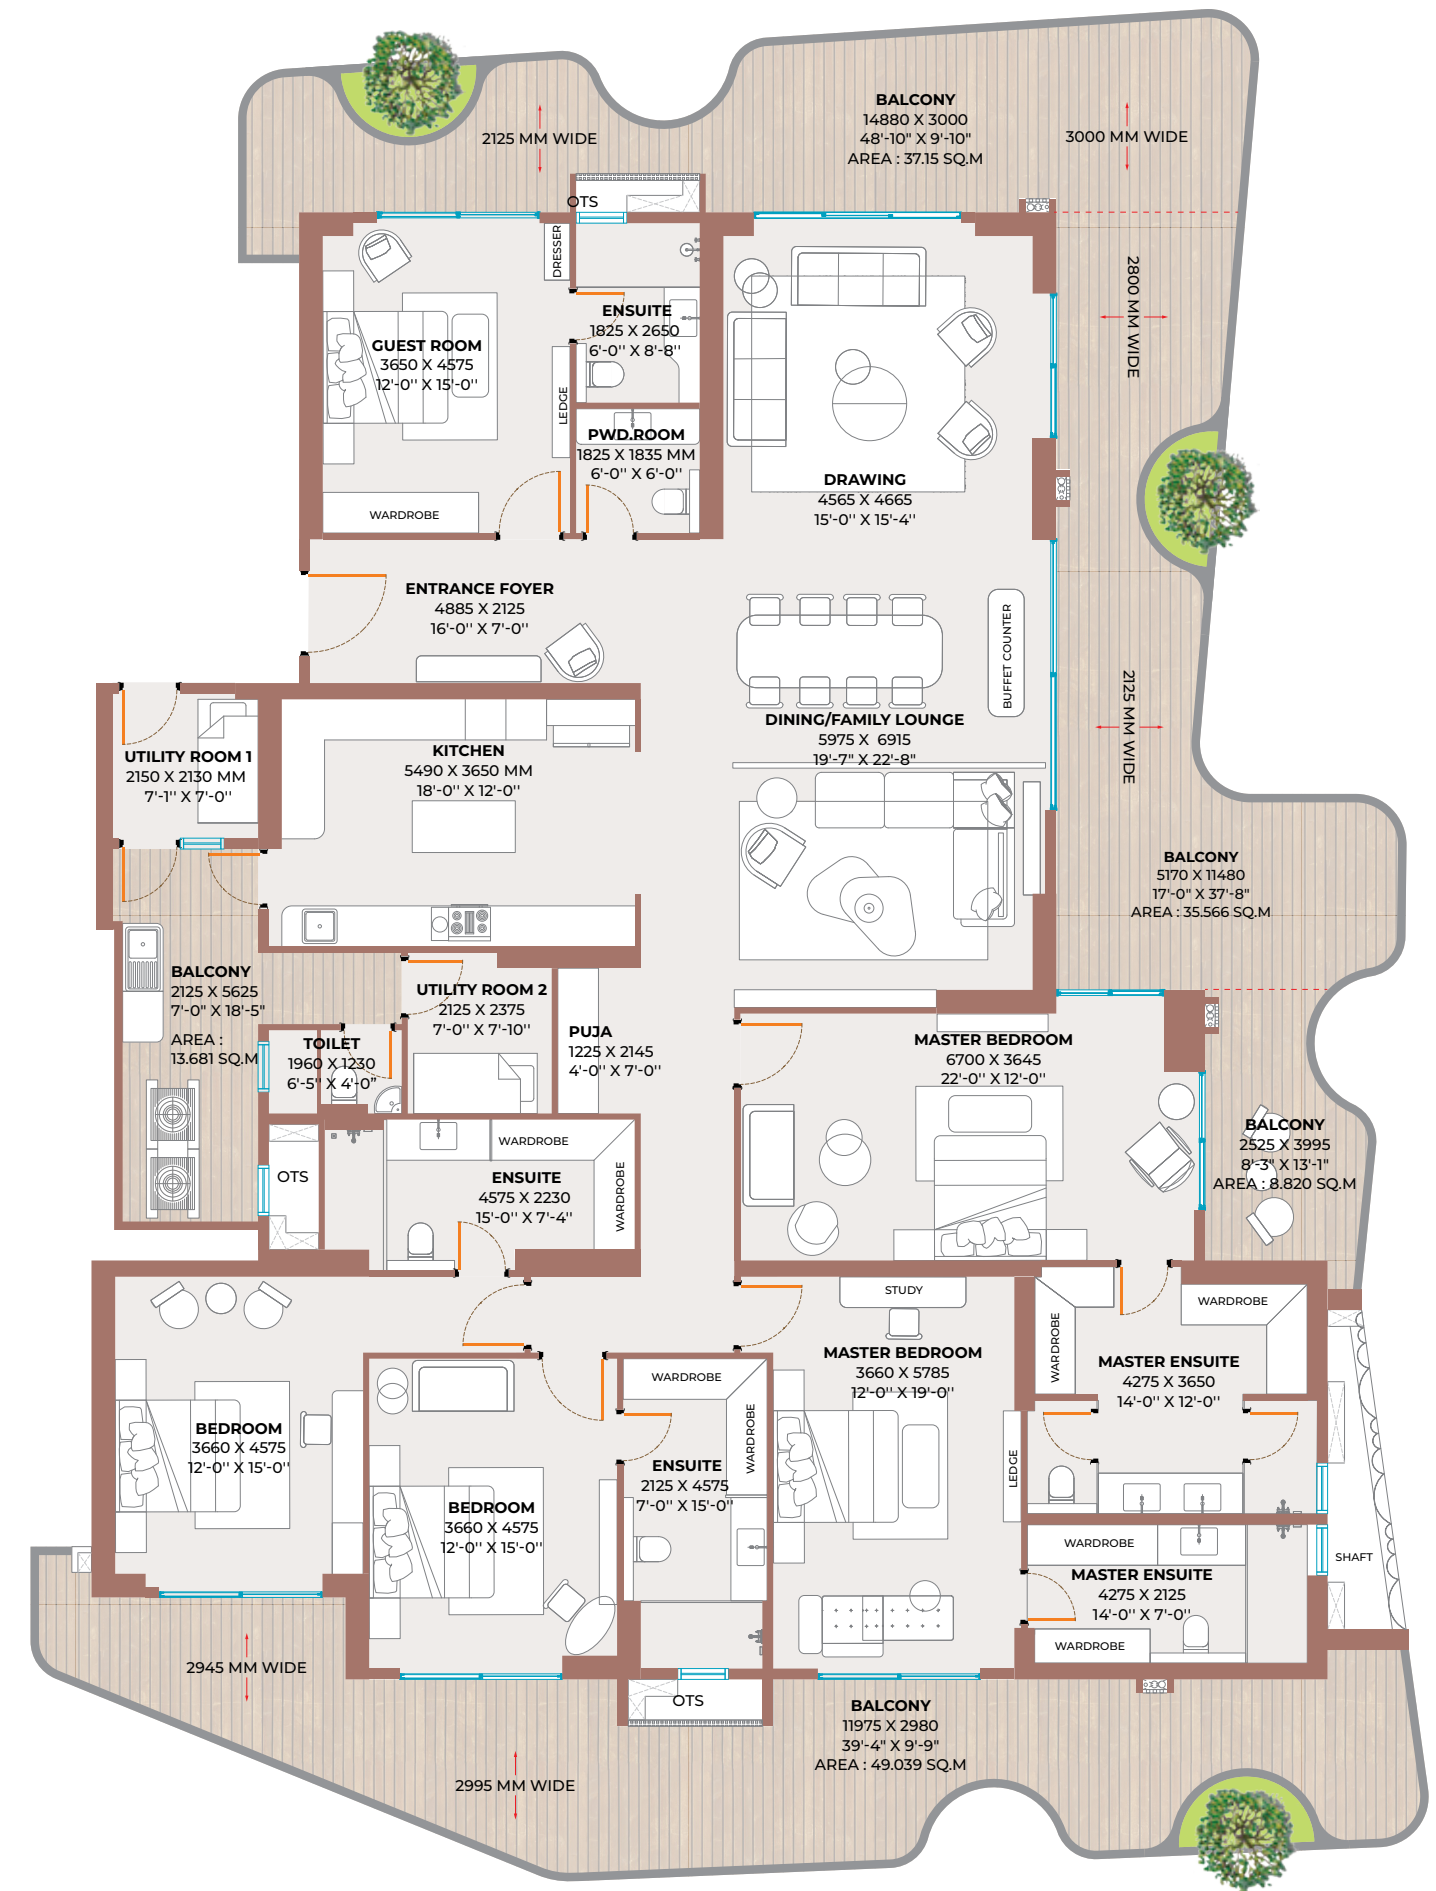 BALCONY
14880 X 3000
48'-10" X 9'-10"
AREA : 37.15 SQ.M
2125 MM WIDE
3000 MM WIDE
OTS
DRESSER
2800 MM WIDE
ENSUITE
1825 X 2650
6'-0'' X 8'-8''
GUEST ROOM
3650 X 4575
12'-0'' X 15'-0''
LEDGE
PWD.ROOM
1825 X 1835 MM
6'-0'' X 6'-0''
WARDROBE
DRAWING
4565 X 4665
15'-0'' X 15'-4''
ENTRANCE FOYER
4885 X 2125
16'-0'' X 7'-0''
BUFFET COUNTER
DINING/FAMILY LOUNGE
5975 X  6915
19'-7" X 22'-8"
2125 MM WIDE
UTILITY ROOM 1
2150 X 2130 MM
7'-1'' X 7'-0''
KITCHEN
5490 X 3650 MM
18'-0'' X 12'-0''
BALCONY
5170 X 11480
17'-0" X 37'-8"
AREA : 35.566 SQ.M
BALCONY
2125 X 5625
7'-0" X 18'-5"
AREA :
13.681 SQ.M
UTILITY ROOM 2
2125 X 2375
7'-0'' X 7'-10''
TOILET
1960 X 1230
6'-5" X 4'-0"
PUJA
1225 X 2145
4'-0'' X 7'-0''
MASTER BEDROOM
6700 X 3645
22'-0'' X 12'-0''
BALCONY
2525 X 3995
8'-3" X 13'-1"
AREA : 8.820 SQ.M
OTS
WARDROBE
WARDROBE
ENSUITE
4575 X 2230
15'-0'' X 7'-4''
STUDY
MASTER BEDROOM
3660 X 5785
12'-0'' X 19'-0''
WARDROBE
WARDROBE
MASTER ENSUITE
4275 X 3650
14'-0'' X 12'-0''
BEDROOM
3660 X 4575
12'-0'' X 15'-0''
BEDROOM
3660 X 4575
12'-0'' X 15'-0''
WARDROBE
WARDROBE
ENSUITE
2125 X 4575
7'-0'' X 15'-0''
LEDGE
WARDROBE
MASTER ENSUITE
4275 X 2125
14'-0'' X 7'-0''
WARDROBE
SHAFT
2945 MM WIDE
OTS
BALCONY
11975 X 2980
39'-4" X 9'-9"
AREA : 49.039 SQ.M
2995 MM WIDE